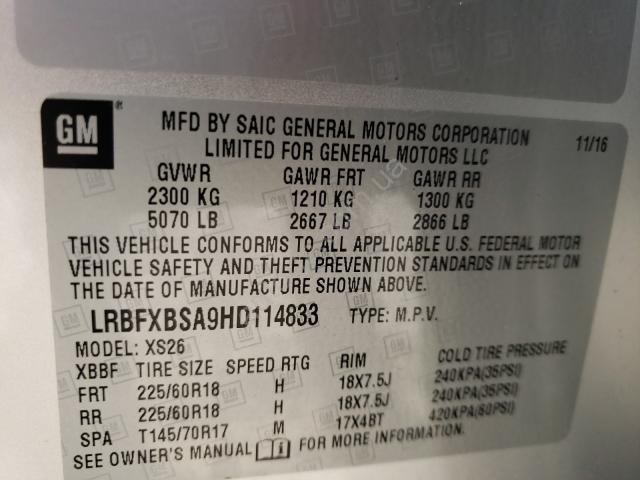 GM
MFD BY SAIC GENERAL MOTORS CORPORATION 11/16
LIMITED FOR GENERAL MOTORS LLC
GVWR GAWR FRT GAWR RR
2300 KG 1210 KG 1300 KG
5070 LB 2667 LB 2866 LB
THIS VEHICLE CONFORMS TO ALL APPLICABLE U.S. FEDERAL MOTOR
VEHICLE SAFETY AND THEFT PREVENTION STANDARDS IN EFFECT ON
THE DATE OF MANUFACTURE SHOWN ABOVE.
LRBFXBSA9HD114833 TYPE: M.P.V.
MODEL: XS26
XBBF TIRE SIZE SPEED RTG RIM COLD TIRE PRESSURE
FRT 225/60R18 H 18X7.5J 240KPA(35PSI)
RR 225/60R18 H 18X7.5J 240KPA(35PSI)
SPA T145/70R17 M 17X4BT 420KPA(60PSI)
SEE OWNER'S MANUAL FOR MORE INFORMATION.